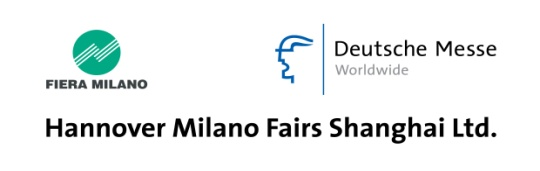 FIERA MILANO
Deutsche Messe
Worldwide
Hannover Milano Fairs Shanghai Ltd.